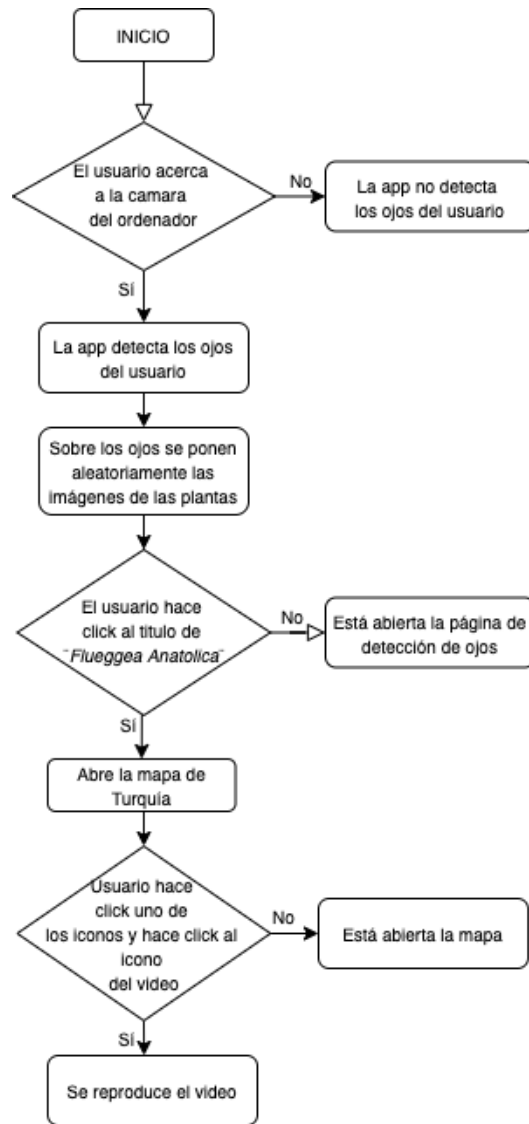 INICIO
El usuario acerca
a la camara
del ordenador
No
La app no detecta
los ojos del usuario
Sí
La app detecta los ojos
del usuario
Sobre los ojos se ponen
aleatoriamente las
imágenes de las plantas
El usuario hace
click al titulo de
¨Flueggea Anatolica¨
No
Está abierta la página de
detección de ojos
Sí
Abre la mapa de
Turquía
Usuario hace
click uno de
los iconos y hace click al
icono
del video
No
Está abierta la mapa
Sí
Se reproduce el video